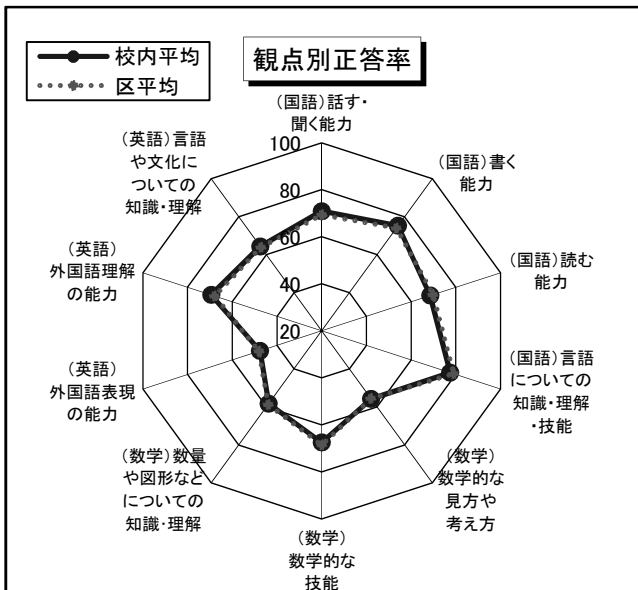 校内平均
区平均
観点別正答率
(国語)話す・
聞く能力
(国語)書く
能力
(国語)読む
能力
(国語)言語
についての
知識・理解
・技能
(数学)
数学的な
見方や
考え方
(数学)
数学的な
技能
(数学)数量
や図形など
についての
知識・理解
(英語)
外国語表現
の能力
(英語)
外国語理解
の能力
(英語)言語
や文化に
ついての
知識・理解
100
80
60
40
20